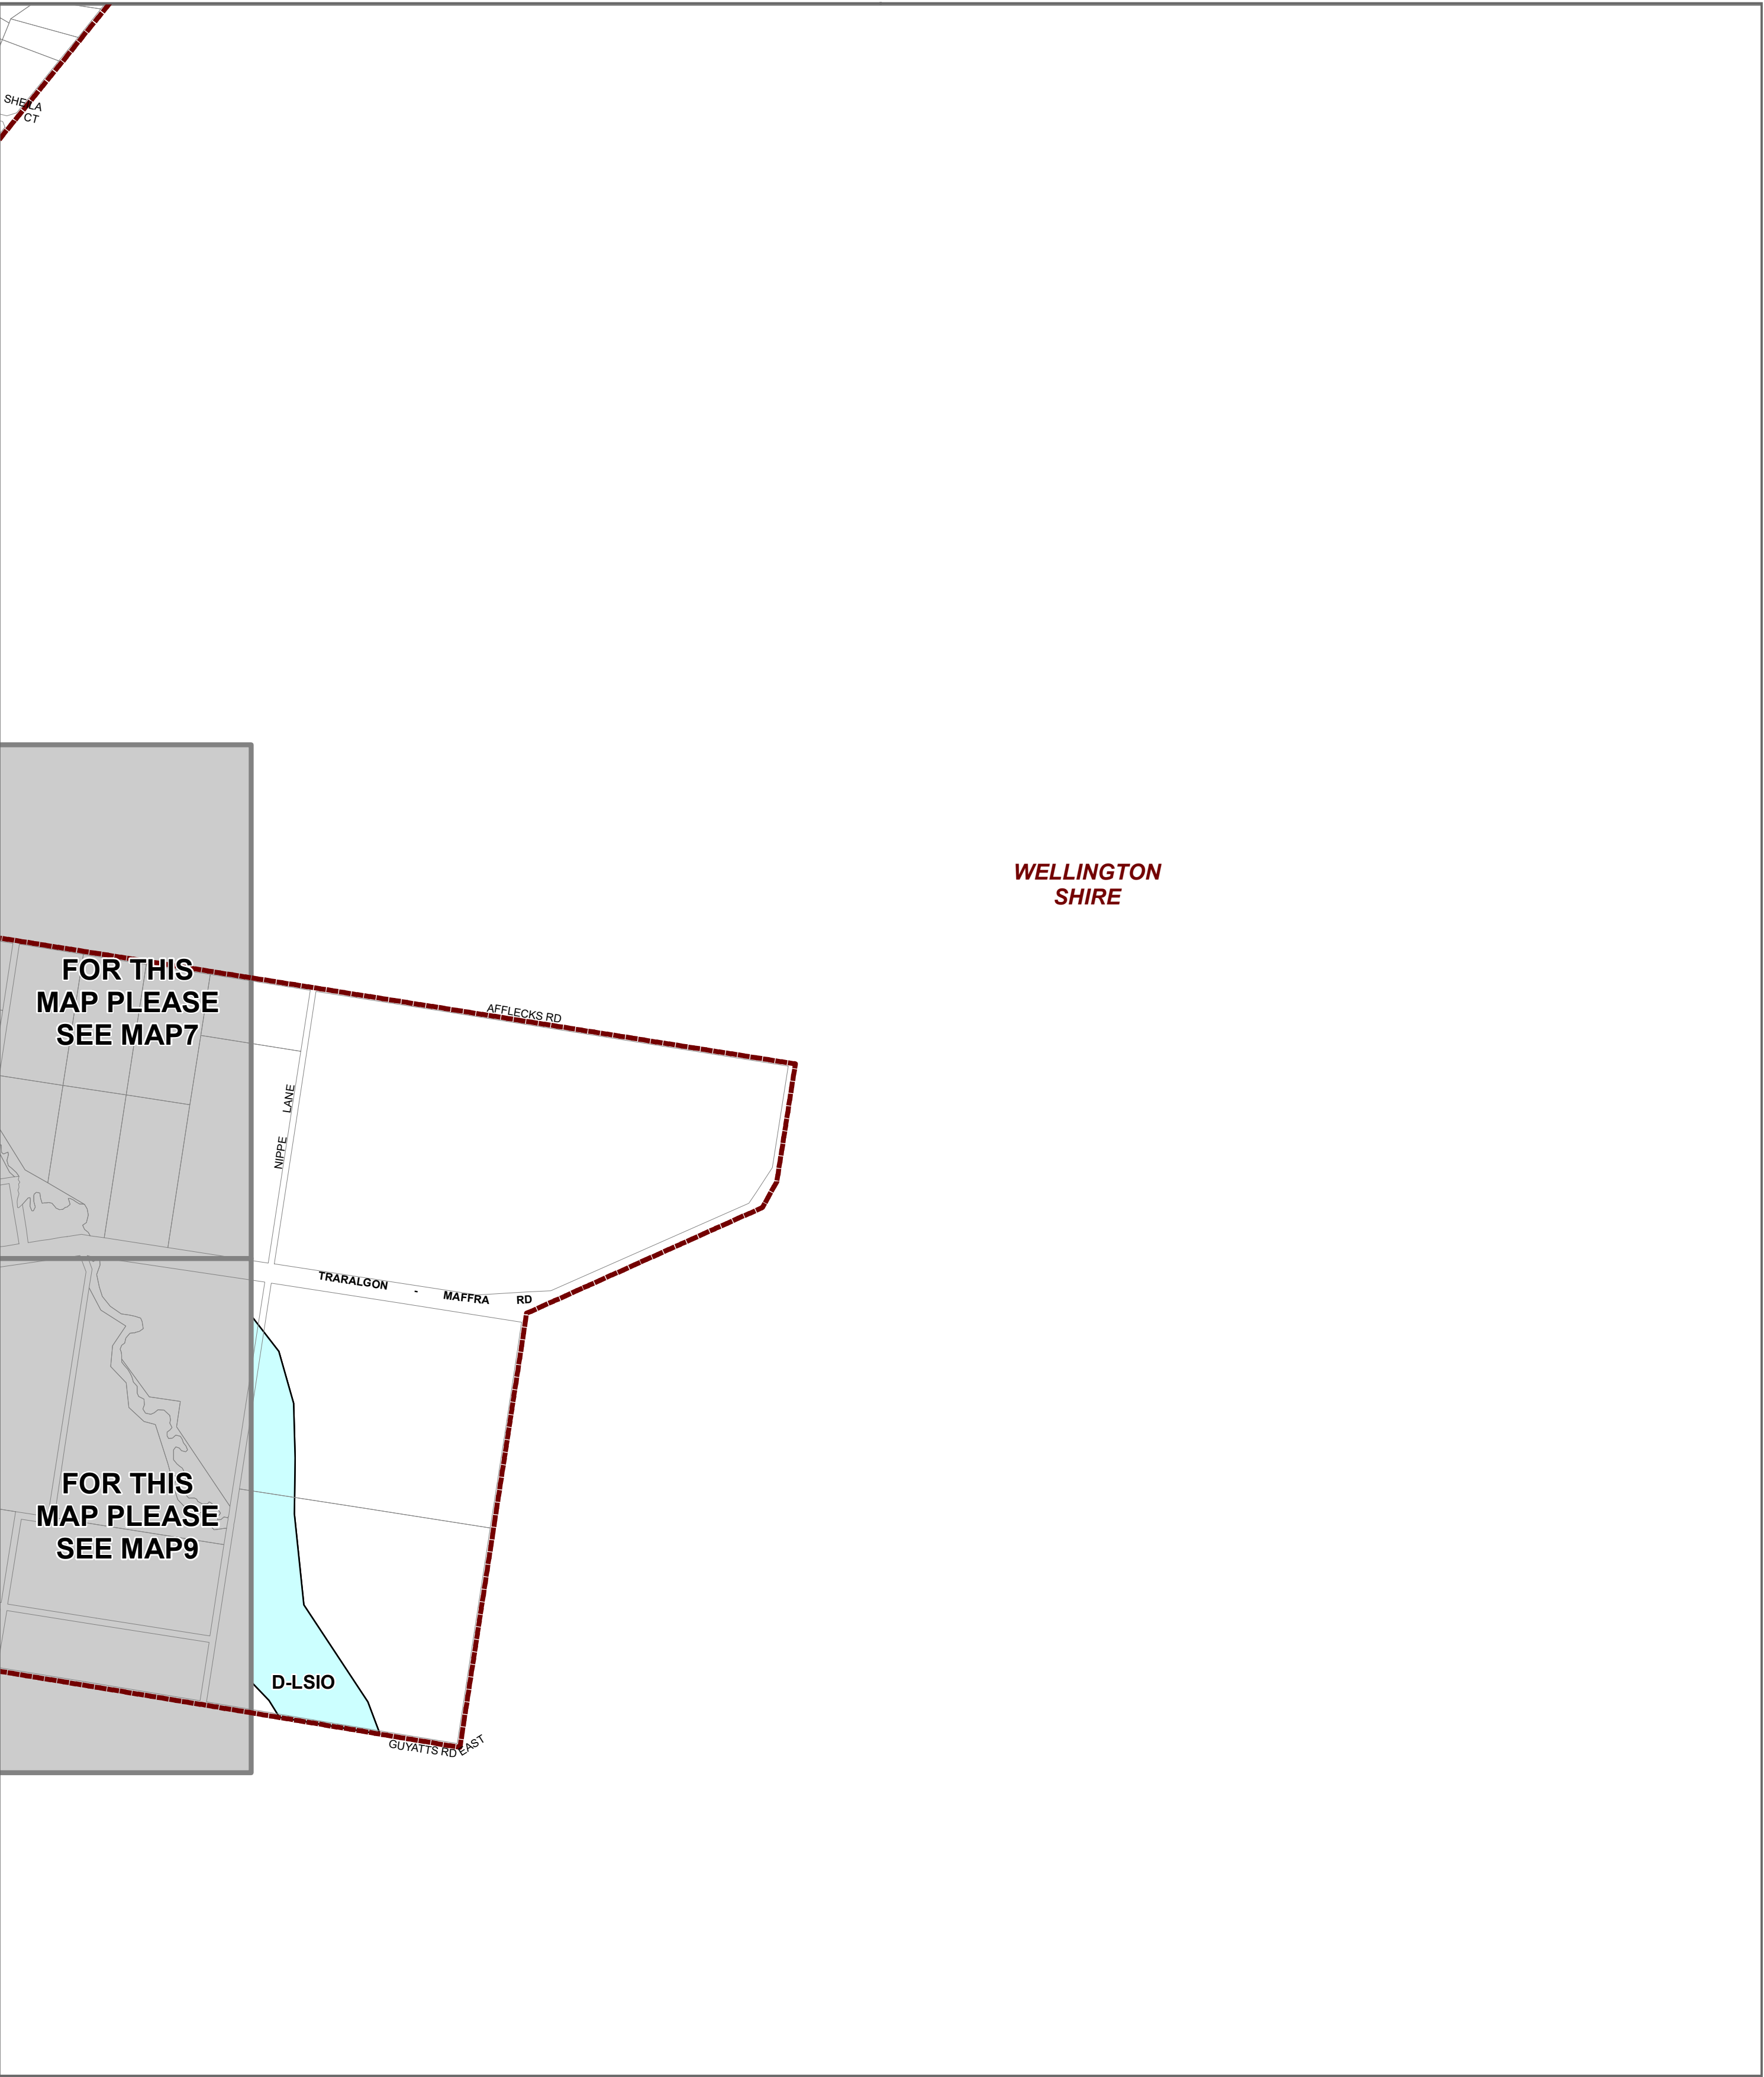 SHEILA
CT
WELLINGTON
SHIRE
FOR THIS
MAP PLEASE
SEE MAP7
AFFLECKS RD
NIPPE LANE
TRARALGON - MAFFRA RD
FOR THIS
MAP PLEASE
SEE MAP9
D-LSIO
GUYATTS RD EAST